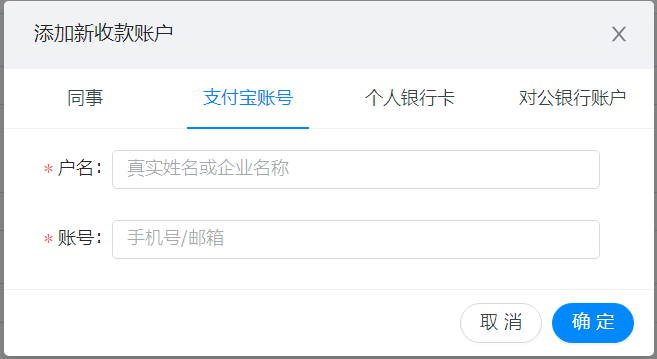 添加新收款账户
同事 支付宝账号 个人银行卡 对公银行账户
* 户名： 真实姓名或企业名称
* 账号： 手机号/邮箱
取 消 确 定